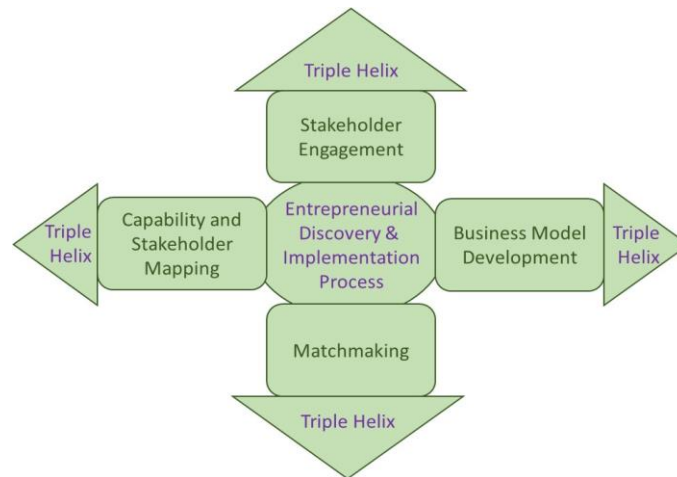 Triple Helix
Stakeholder
Engagement
Triple
Helix
Capability and
Stakeholder
Mapping
Entrepreneurial
Discovery &
Implementation
Process
Business Model
Development
Triple
Helix
Matchmaking
Triple Helix